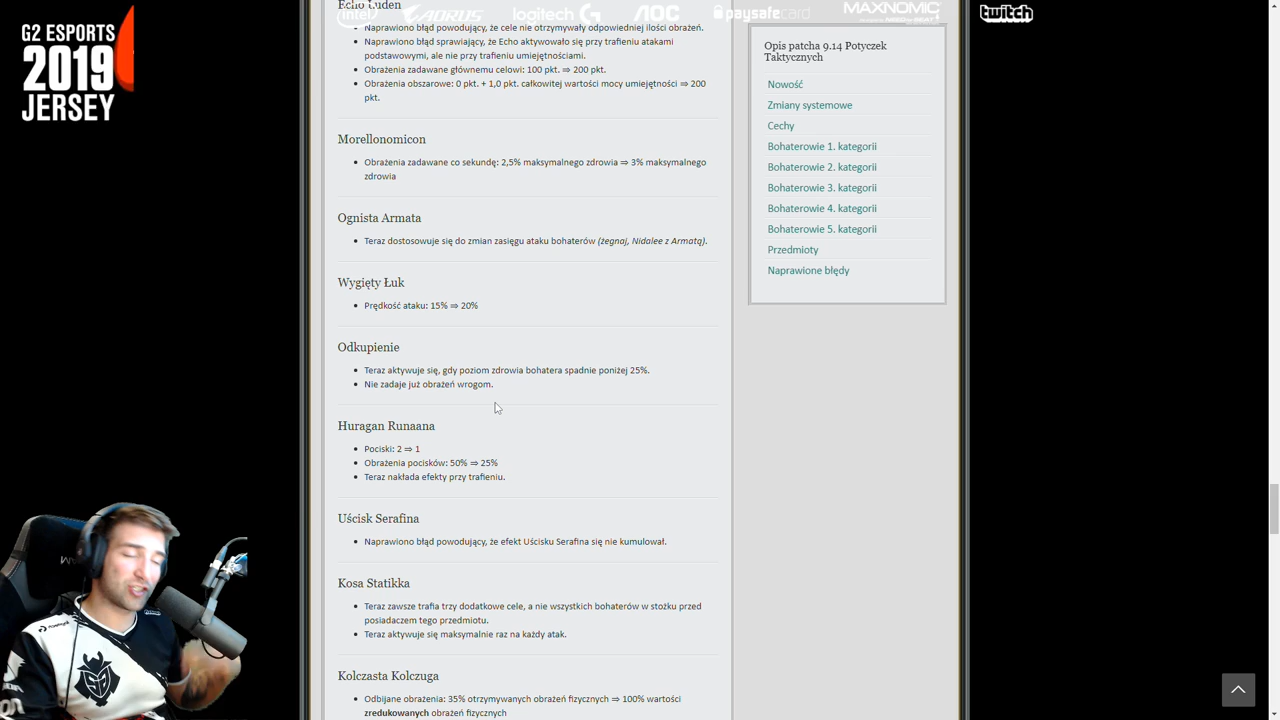 G2 ESPORTS
2019
JERSEY
intel
AORUS
logitech G
AOC
paysafecard
MAXNOMIC
twitch
Echo Luden
Naprawiono błąd powodujący, że cele nie otrzymywały odpowiedniej ilości obrażeń.
Naprawiono błąd sprawiający, że Echo aktywowało się przy trafieniu atakami
podstawowymi, ale nie przy trafieniu umiejętnościami.
Obrażenia zadawane głównemu celowi: 100 pkt. ⇒ 200 pkt.
Obrażenia obszarowe: 0 pkt. + 1,0 pkt. całkowitej wartości mocy umiejętności ⇒ 200
pkt.
Morellonomicon
Obrażenia zadawane co sekundę: 2,5% maksymalnego zdrowia ⇒ 3% maksymalnego
zdrowia
Ognista Armata
Teraz dostosowuje się do zmian zasięgu ataku bohaterów (żegnaj, Nidalee z Armatą).
Wygięty Łuk
Prędkość ataku: 15% ⇒ 20%
Odkupienie
Teraz aktywuje się, gdy poziom zdrowia bohatera spadnie poniżej 25%.
Nie zadaje już obrażeń wrogom.
Huragan Runaana
Pociski: 2 ⇒ 1
Obrażenia pocisków: 50% ⇒ 25%
Teraz nakłada efekty przy trafieniu.
Uścisk Serafina
Naprawiono błąd powodujący, że efekt Uścisku Serafina się nie kumulował.
Kosa Statikka
Teraz zawsze trafia trzy dodatkowe cele, a nie wszystkich bohaterów w stożku przed
posiadaczem tego przedmiotu.
Teraz aktywuje się maksymalnie raz na każdy atak.
Kolczasta Kolczuga
Odbijane obrażenia: 35% otrzymywanych obrażeń fizycznych ⇒ 100% wartości
zredukowanych obrażeń fizycznych
Opis patcha 9.14 Potyczek
Taktycznych
Nowość
Zmiany systemowe
Cechy
Bohaterowie 1. kategorii
Bohaterowie 2. kategorii
Bohaterowie 3. kategorii
Bohaterowie 4. kategorii
Bohaterowie 5. kategorii
Przedmioty
Naprawione błędy